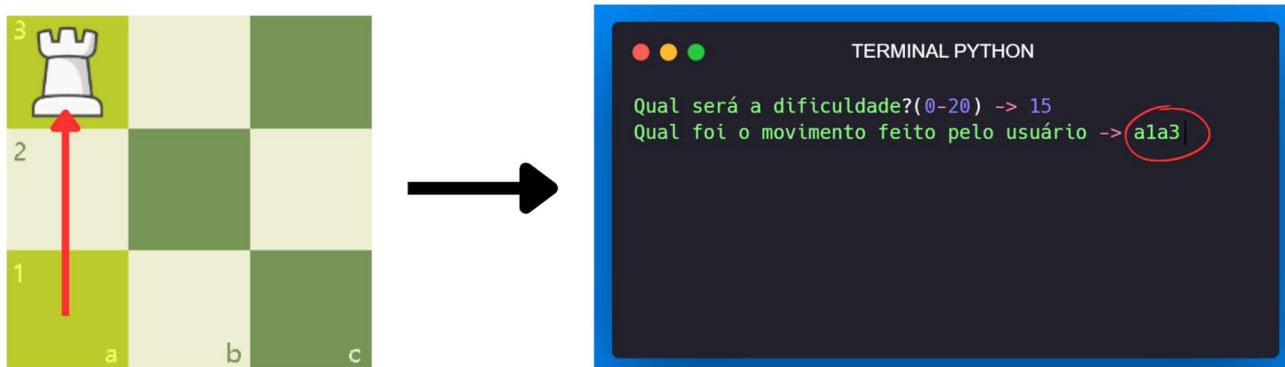 3
2
1
a
b
c
TERMINAL PYTHON
Qual será a dificuldade?(0-20) -> 15
Qual foi o movimento feito pelo usuário -> a1a3